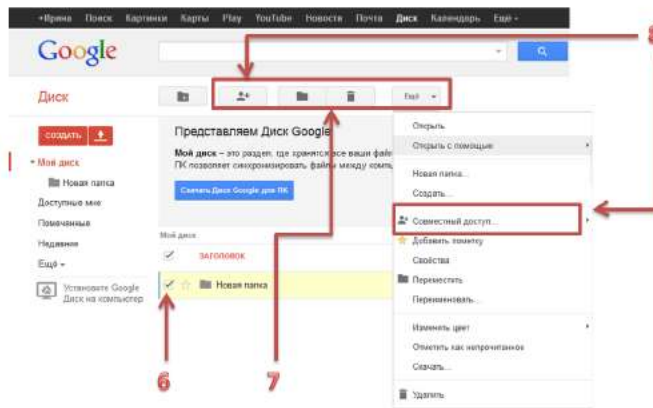 +Ирина Поиск Картинки Карты Play YouTube Новости Почта Диск Календарь Ещё
Google
Диск
Ещё
8
СОЗДАТЬ
Мой диск
Новая папка
Доступные мне
Помеченные
Недавние
Ещё
Установите Google
Диск на компьютер
Представляем Диск Google
Мой диск – это раздел, где хранятся все ваши фай
ПК позволяет синхронизировать файлы между комп
Скачать Диск Google для ПК
Мой диск
ЗАГОЛОВОК
Новая папка
Открыть
Открыть с помощью
Новая папка...
Создать...
Совместный доступ...
Добавить пометку
Свойства
Переместить
Переименовать...
Изменить цвет
Отметить как непрочитанное
Скачать...
Удалить
6
7